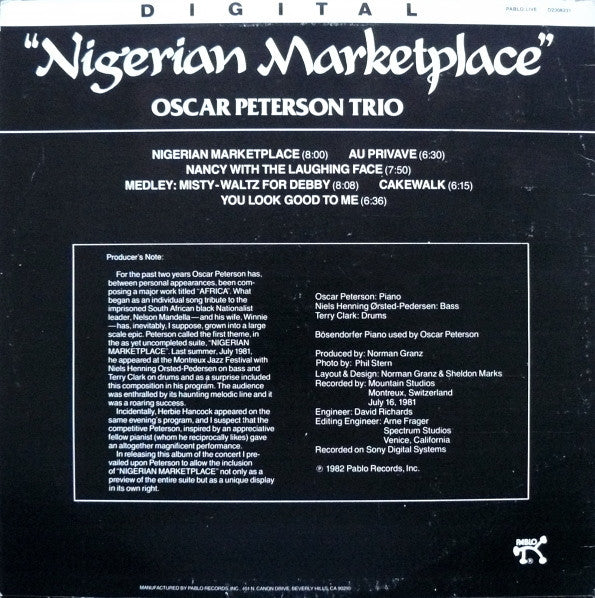 DIGITAL
PABLO LIVE D2308231
“Nigerian Marketplace”
OSCAR PETERSON TRIO
NIGERIAN MARKETPLACE (8:00) AU PRIVAVE (6:30)
NANCY WITH THE LAUGHING FACE (7:50)
MEDLEY: MISTY-WALTZ FOR DEBBY (8:08) CAKEWALK (6:15)
YOU LOOK GOOD TO ME (6:36)
Producer's Note:
For the past two years Oscar Peterson has,
between personal appearances, been com-
posing a major work titled “AFRICA”. What
began as an individual song tribute to the
imprisoned South African black Nationalist
leader, Nelson Mandella—and his wife, Winnie
—has, inevitably, I suppose, grown into a large
scale epic. Peterson called the first theme, in
the as yet uncompleted suite, “NIGERIAN
MARKETPLACE”. Last summer, July 1981,
he appeared at the Montreux Jazz Festival with
Niels Henning Orsted-Pedersen on bass and
Terry Clark on drums and as a surprise included
this composition in his program. The audience
was enthralled by its haunting melodic line and it
was a roaring success.
Incidentally, Herbie Hancock appeared on the
same evening's program, and I suspect that the
competitive Peterson, inspired by an appreciative
fellow pianist (whom he reciprocally likes) gave
an altogether magnificent performance.
In releasing this album of the concert I pre-
vailed upon Peterson to allow the inclusion
of “NIGERIAN MARKETPLACE” not only as a
preview of the entire suite but as a unique display
in its own right.
Oscar Peterson: Piano
Niels Henning Ørsted-Pedersen: Bass
Terry Clark: Drums
Bösendorfer Piano used by Oscar Peterson
Produced by: Norman Granz
Photo by: Phil Stern
Layout & Design: Norman Granz & Sheldon Marks
Recorded by: Mountain Studios
Montreux, Switzerland
July 16, 1981
Engineer: David Richards
Editing Engineer: Arne Frager
Spectrum Studios
Venice, California
Recorded on Sony Digital Systems
℗ 1982 Pablo Records, Inc.
PABLO
MANUFACTURED BY PABLO RECORDS, INC. 451 N. CANON DRIVE, BEVERLY HILLS, CA 90210